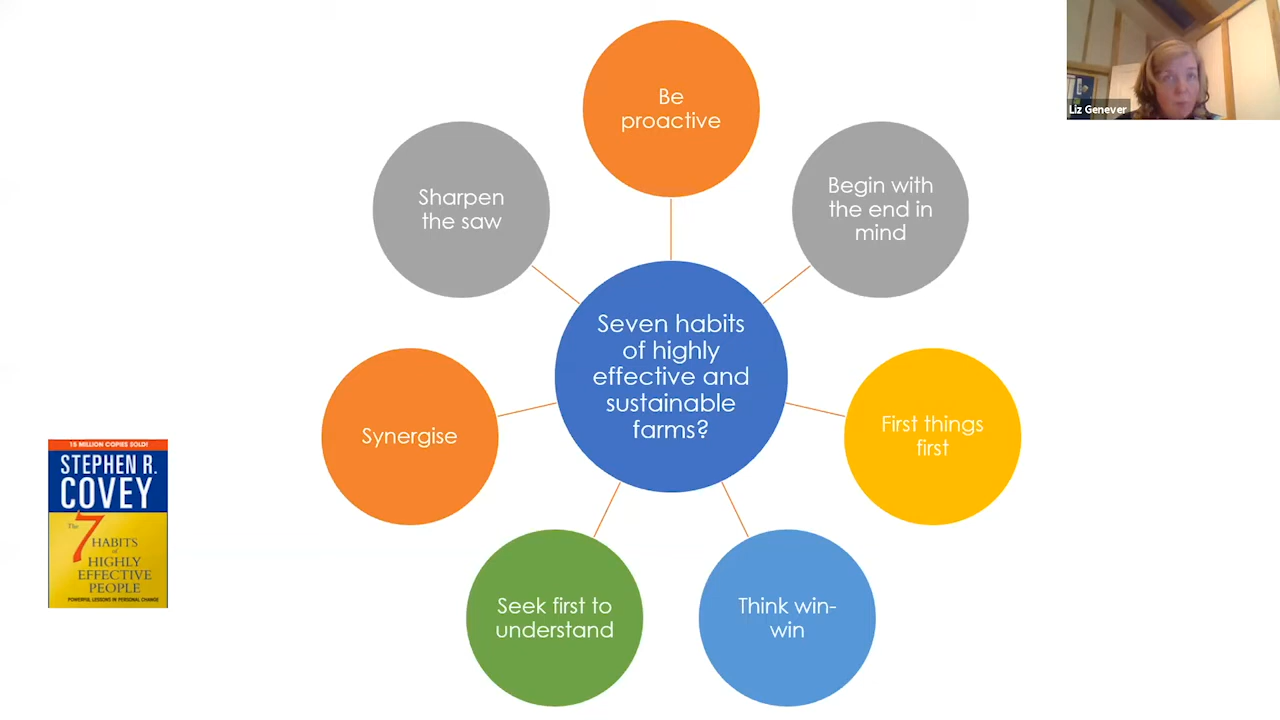 Be
proactive
Begin with
the end in
mind
First things
first
Think win-
win
Seek first to
understand
Synergise
Sharpen
the saw
Seven habits
of highly
effective and
sustainable
farms?
15 MILLION COPIES SOLD!
STEPHEN R.
COVEY
The 7
HABITS
of
HIGHLY
EFFECTIVE
PEOPLE
POWERFUL LESSONS IN PERSONAL CHANGE
Liz Genever